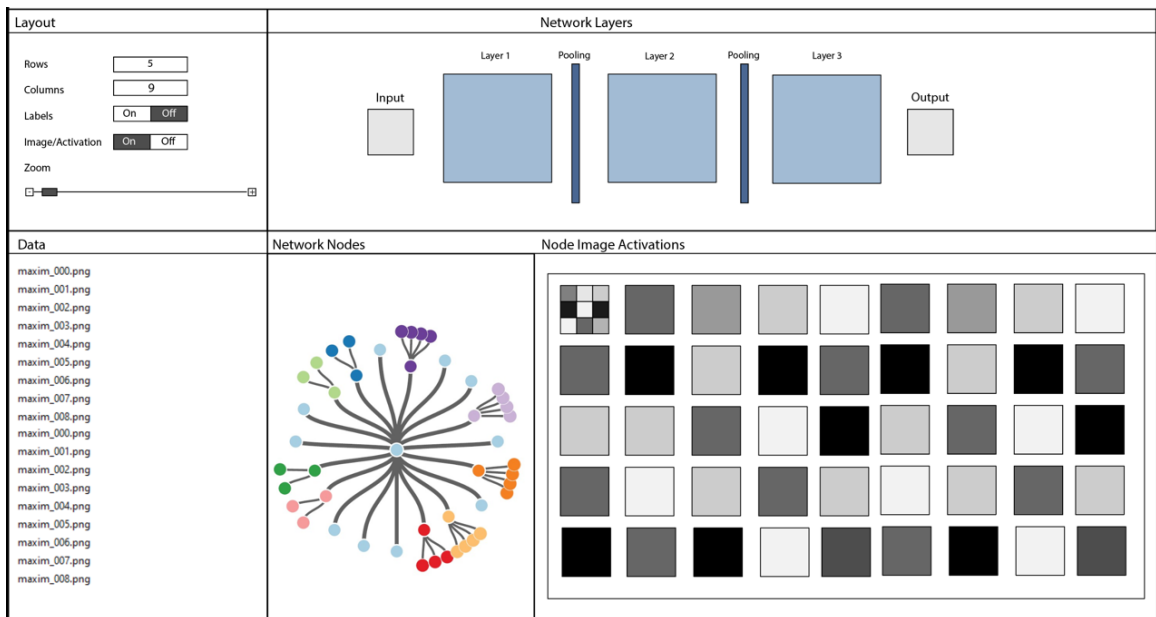 Layout
Network Layers
Rows
5
Columns
9
Labels
On
Off
Image/Activation
On
Off
Zoom
-
+
Input
Layer 1
Pooling
Layer 2
Pooling
Layer 3
Output
Data
maxim_000.png
maxim_001.png
maxim_002.png
maxim_003.png
maxim_004.png
maxim_005.png
maxim_006.png
maxim_007.png
maxim_008.png
maxim_000.png
maxim_001.png
maxim_002.png
maxim_003.png
maxim_004.png
maxim_005.png
maxim_006.png
maxim_007.png
maxim_008.png
Network Nodes
Node Image Activations